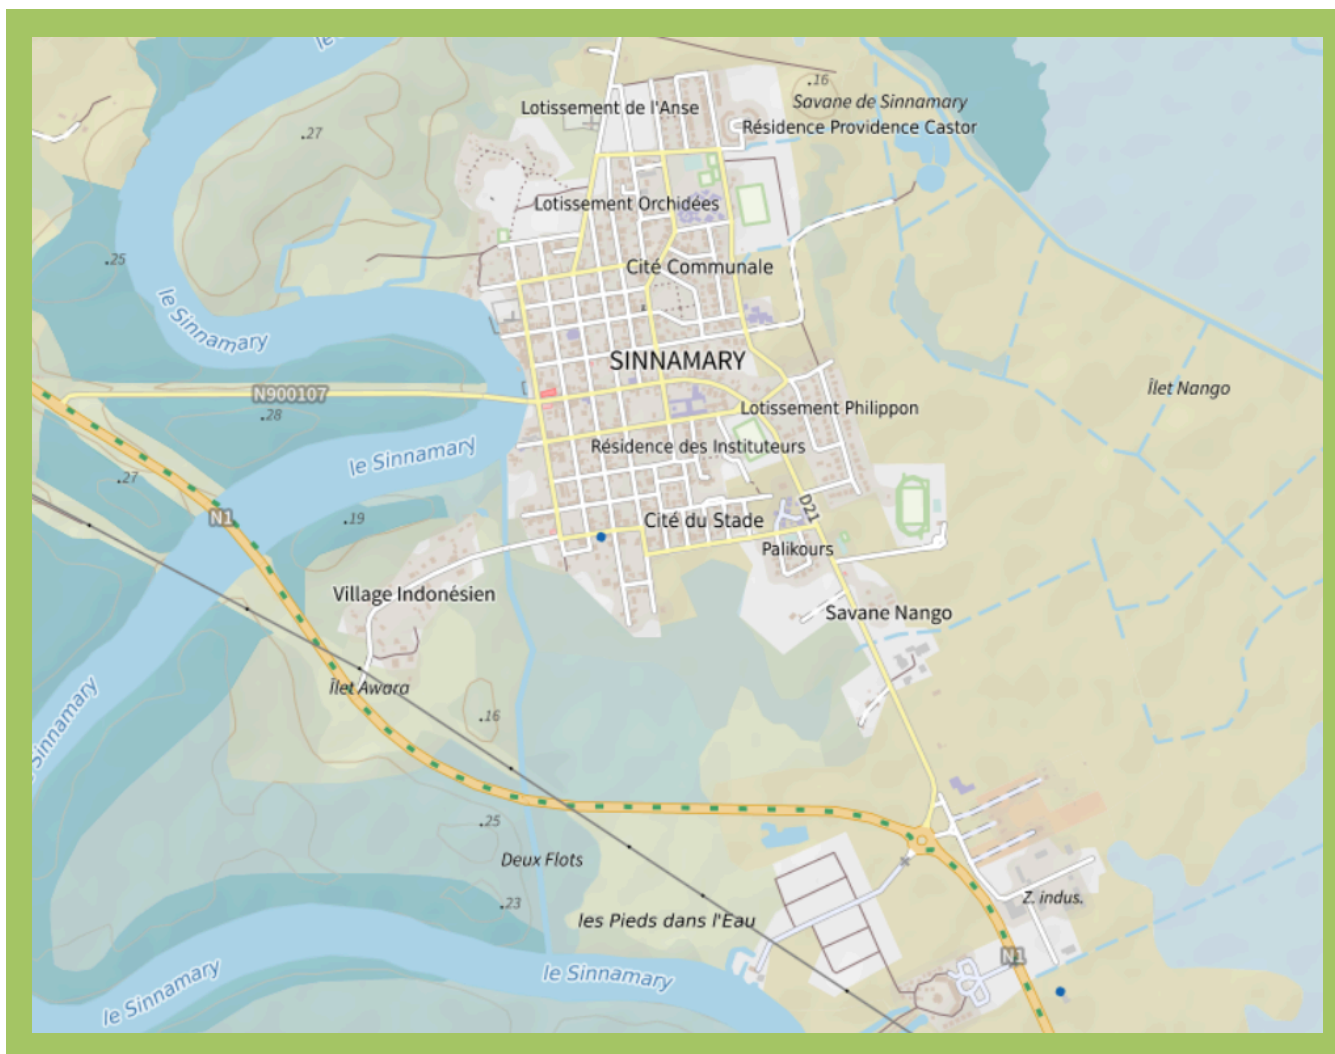 le S
.16
Savane de Sinnamary
Lotissement de l'Anse
Résidence Providence Castor
.27
Lotissement Orchidées
.25
Cité Communale
le Sinnamary
SINNAMARY
Îlet Nango
N900107
.28
Lotissement Philippon
le Sinnamary
Résidence des Instituteurs
.27
N1
.19
D21
Cité du Stade
Palikours
Village Indonésien
Savane Nango
Îlet Awara
Sinnamary
.16
.25
Deux Flots
.23
Z. indus.
les Pieds dans l'Eau
N1
le Sinnamary
le Sinnamary